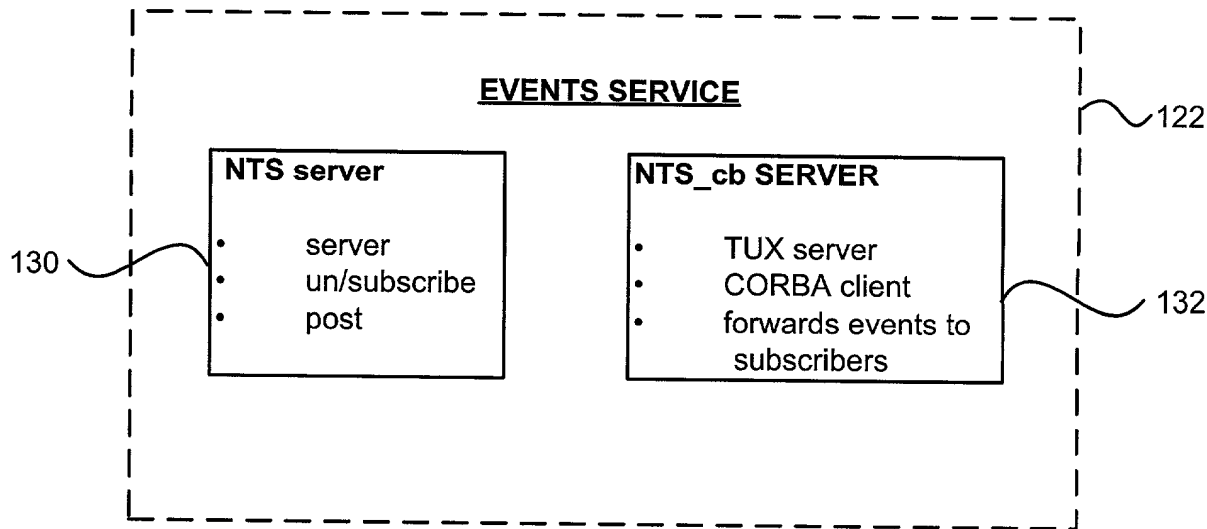 EVENTS SERVICE
122
NTS server
• server
• un/subscribe
• post
130
NTS_cb SERVER
• TUX server
• CORBA client
• forwards events to
subscribers
132